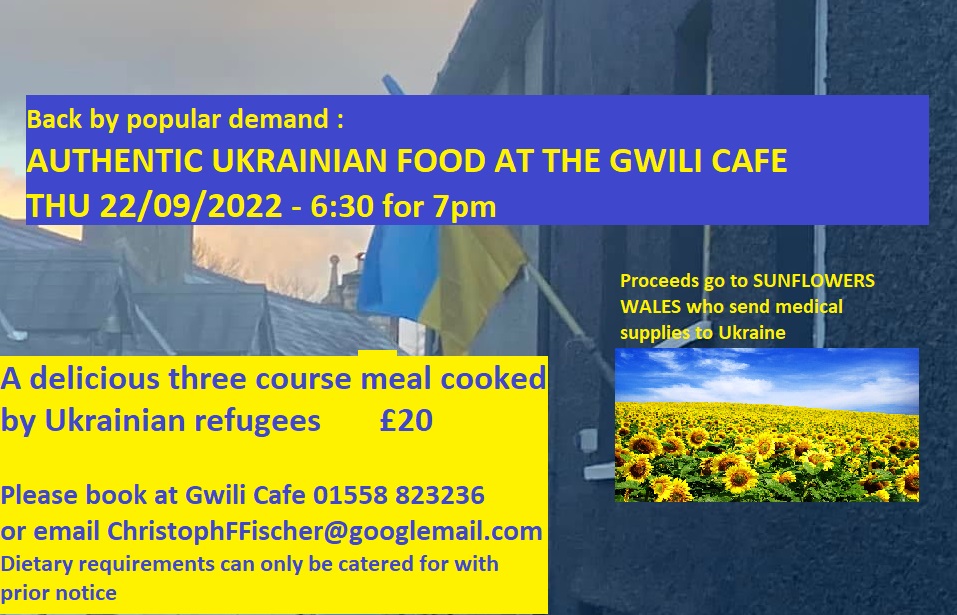 Back by popular demand :
AUTHENTIC UKRAINIAN FOOD AT THE GWILI CAFE
THU 22/09/2022 - 6:30 for 7pm
Proceeds go to SUNFLOWERS
WALES who send medical
supplies to Ukraine
A delicious three course meal cooked
by Ukrainian refugees £20
Please book at Gwili Cafe 01558 823236
or email ChristophFFischer@googlemail.com
Dietary requirements can only be catered for with
prior notice